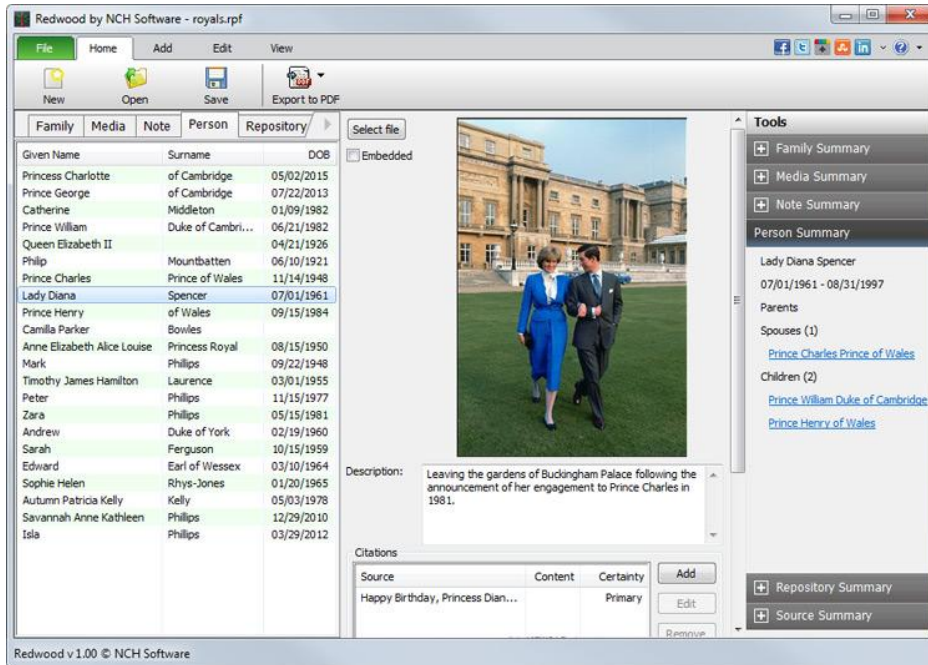 Redwood by NCH Software - royals.rpf
File Home Add Edit View
New Open Save Export to PDF
Family Media Note Person Repository
Given Name Surname DOB
Princess Charlotte of Cambridge 05/02/2015
Prince George of Cambridge 07/22/2013
Catherine Middleton 01/09/1982
Prince William Duke of Cambri... 06/21/1982
Queen Elizabeth II 04/21/1926
Philip Mountbatten 06/10/1921
Prince Charles Prince of Wales 11/14/1948
Lady Diana Spencer 07/01/1961
Prince Henry of Wales 09/15/1984
Camilla Parker Bowles
Anne Elizabeth Alice Louise Princess Royal 08/15/1950
Mark Phillips 09/22/1948
Timothy James Hamilton Laurence 03/01/1955
Peter Phillips 11/15/1977
Zara Phillips 05/15/1981
Andrew Duke of York 02/19/1960
Sarah Ferguson 10/15/1959
Edward Earl of Wessex 03/10/1964
Sophie Helen Rhys-Jones 01/20/1965
Autumn Patricia Kelly Kelly 05/03/1978
Savannah Anne Kathleen Phillips 12/29/2010
Isla Phillips 03/29/2012
Select file
Embedded
Description:
Leaving the gardens of Buckingham Palace following the
announcement of her engagement to Prince Charles in
1981.
Citations
Source Content Certainty
Happy Birthday, Princess Dian... Primary
Add
Edit
Remove
Tools
Family Summary
Media Summary
Note Summary
Person Summary
Lady Diana Spencer
07/01/1961 - 08/31/1997
Parents
Spouses (1)
Prince Charles Prince of Wales
Children (2)
Prince William Duke of Cambridge
Prince Henry of Wales
Repository Summary
Source Summary
Redwood v 1.00 © NCH Software